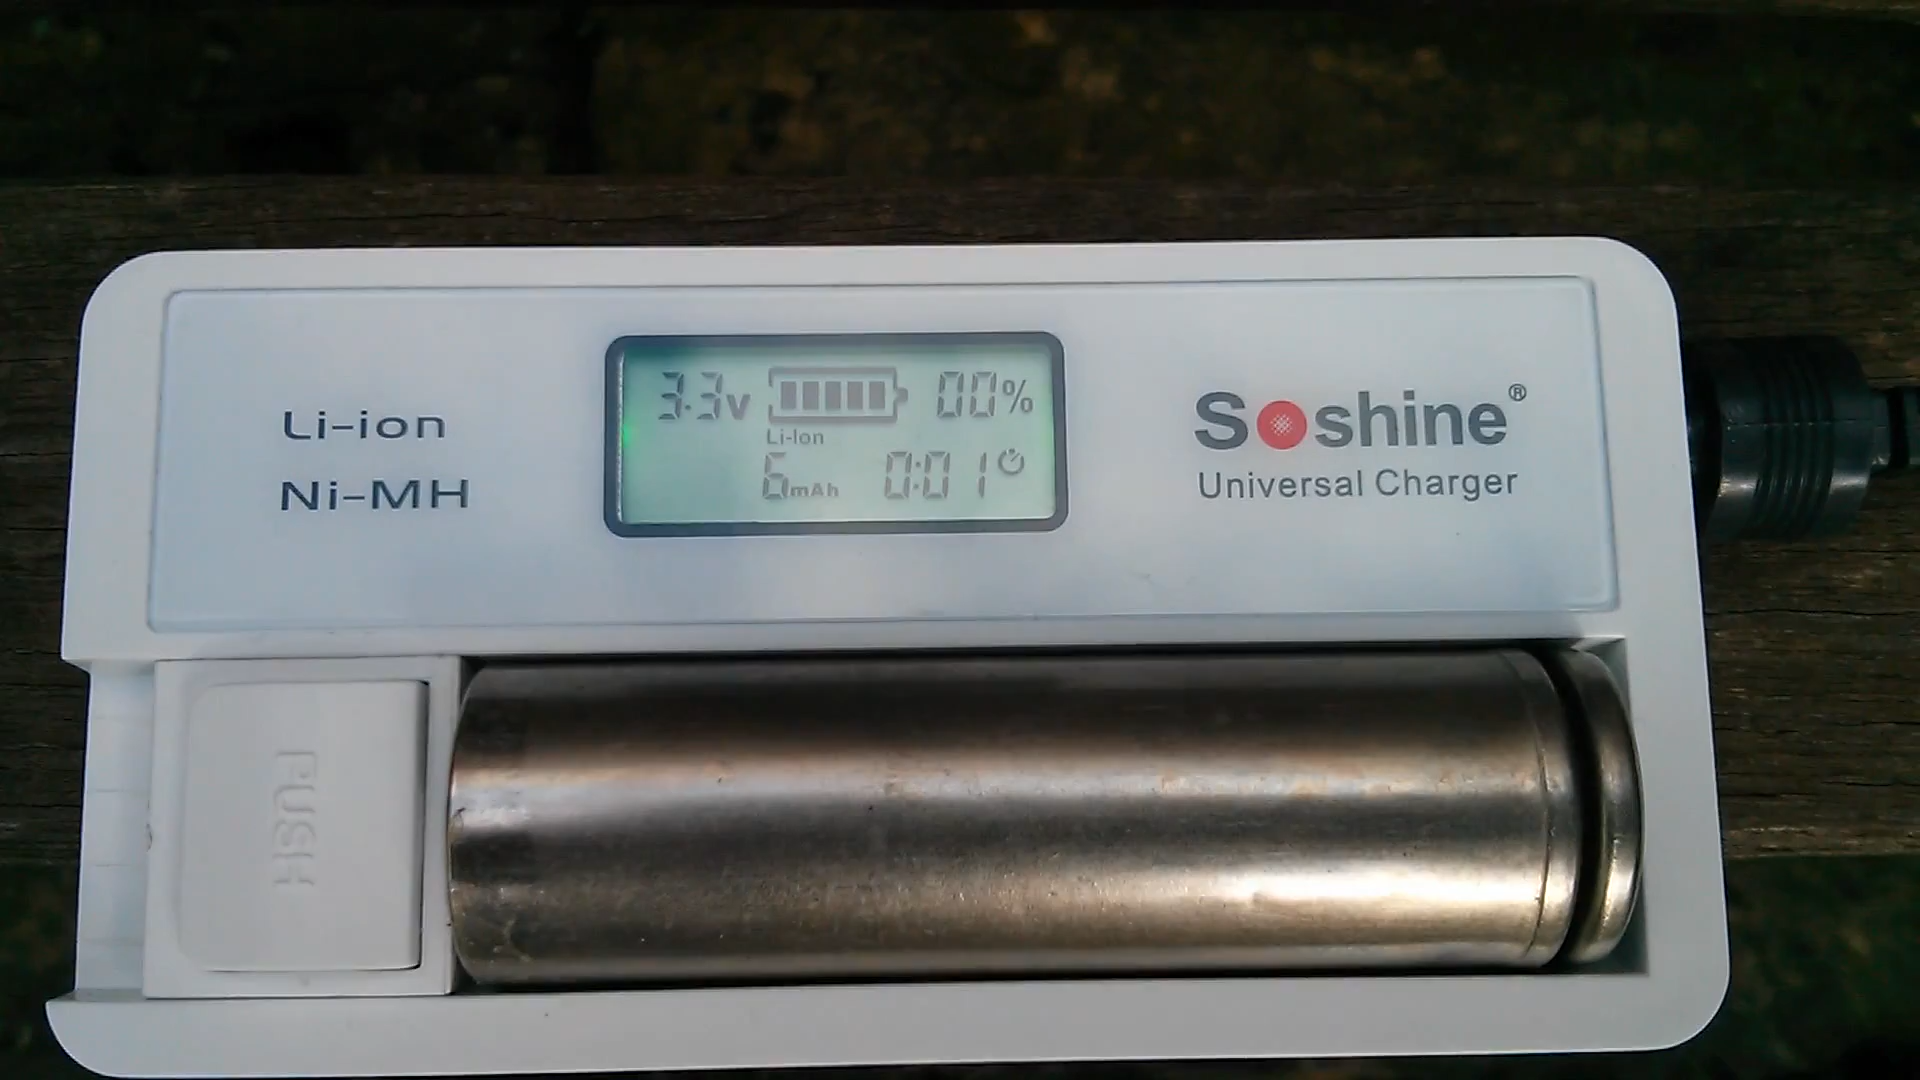 Li-ion
Ni-MH
3.3v 00%
Li-Ion
6mAh 0:01
Soshine®
Universal Charger
PUSH